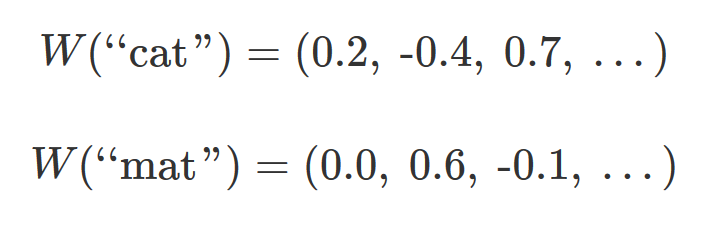 W(“cat”) = (0.2, -0.4, 0.7, ...)
W(“mat”) = (0.0, 0.6, -0.1, ...)